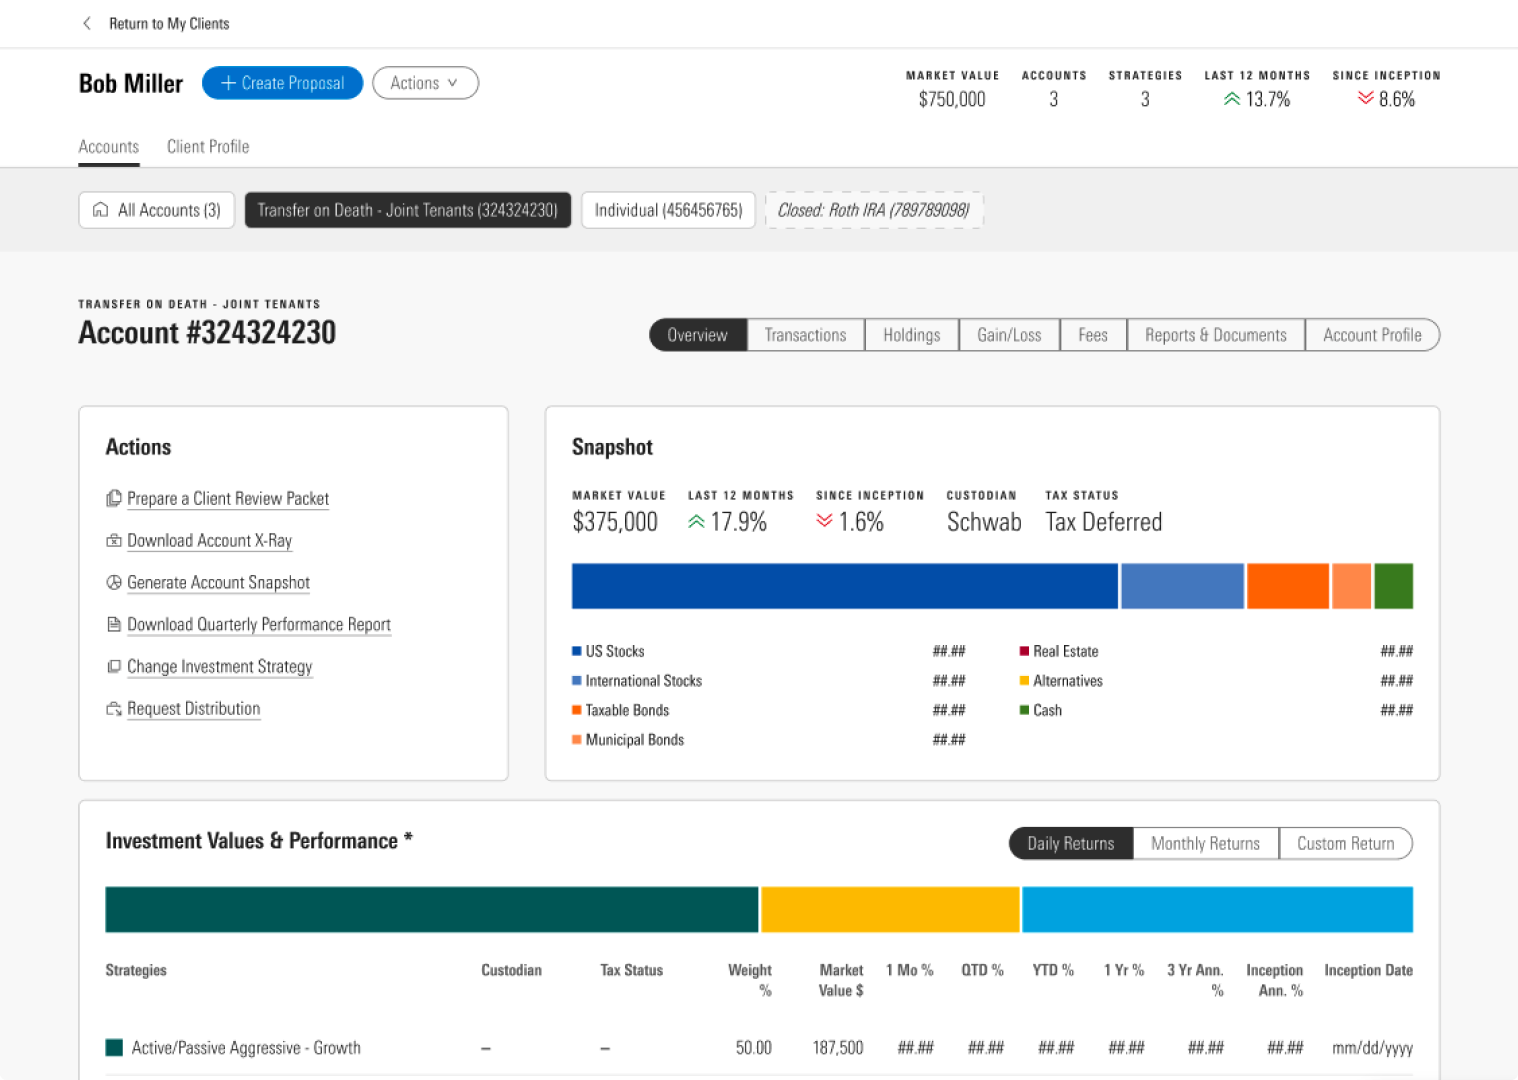 Return to My Clients
Bob Miller
+ Create Proposal
Actions
MARKET VALUE ACCOUNTS STRATEGIES LAST 12 MONTHS SINCE INCEPTION
$750,000 3 3 13.7% 8.6%
Accounts Client Profile
All Accounts (3) Transfer on Death - Joint Tenants (324324230) Individual (456456765) Closed: Roth IRA (789789098)
TRANSFER ON DEATH - JOINT TENANTS
Account #324324230
Overview Transactions Holdings Gain/Loss Fees Reports & Documents Account Profile
Actions
Prepare a Client Review Packet
Download Account X-Ray
Generate Account Snapshot
Download Quarterly Performance Report
Change Investment Strategy
Request Distribution
Snapshot
MARKET VALUE LAST 12 MONTHS SINCE INCEPTION CUSTODIAN TAX STATUS
$375,000 17.9% 1.6% Schwab Tax Deferred
US Stocks ##.## Real Estate ##.##
International Stocks ##.## Alternatives ##.##
Taxable Bonds ##.## Cash ##.##
Municipal Bonds ##.##
Investment Values & Performance *
Daily Returns Monthly Returns Custom Return
Strategies Custodian Tax Status Weight Market 1 Mo % QTD % YTD % 1 Yr % 3 Yr Ann. Inception Inception Date
% Value $ % Ann. %
Active/Passive Aggressive - Growth – – 50.00 187,500 ##.## ##.## ##.## ##.## ##.## ##.## mm/dd/yyyy